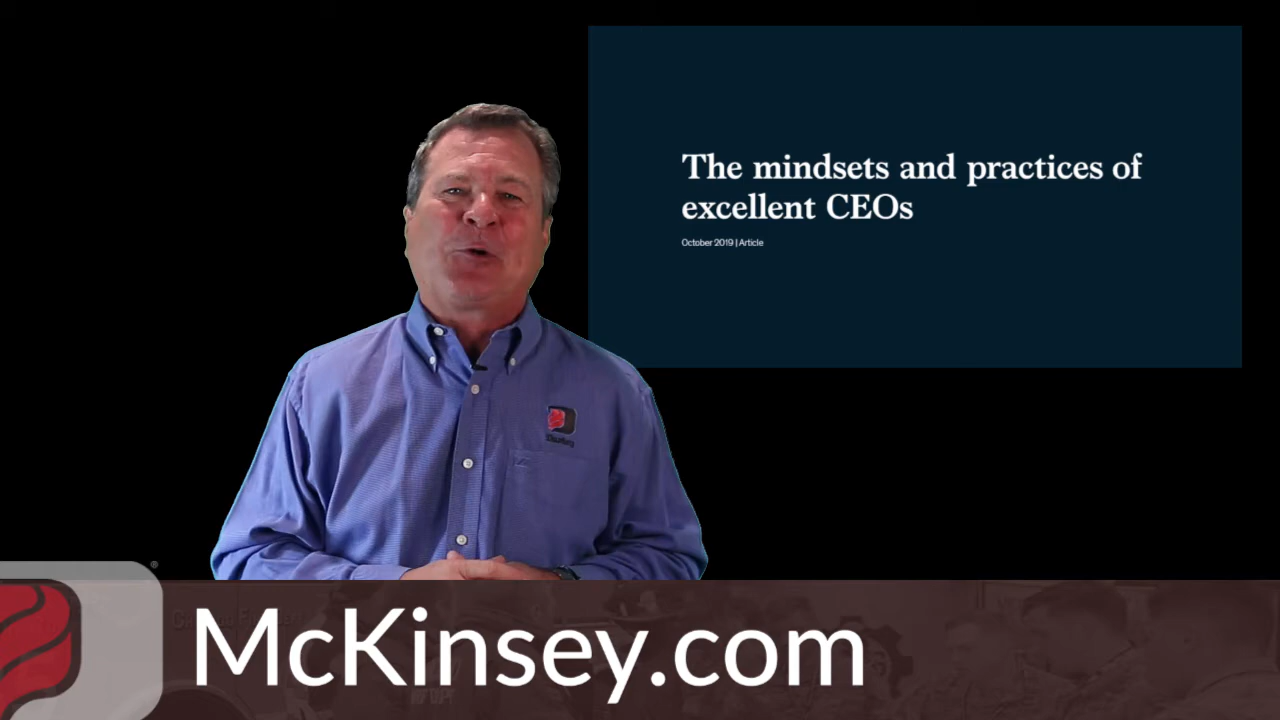 The mindsets and practices of
excellent CEOs
October 2019 | Article
®
McKinsey.com